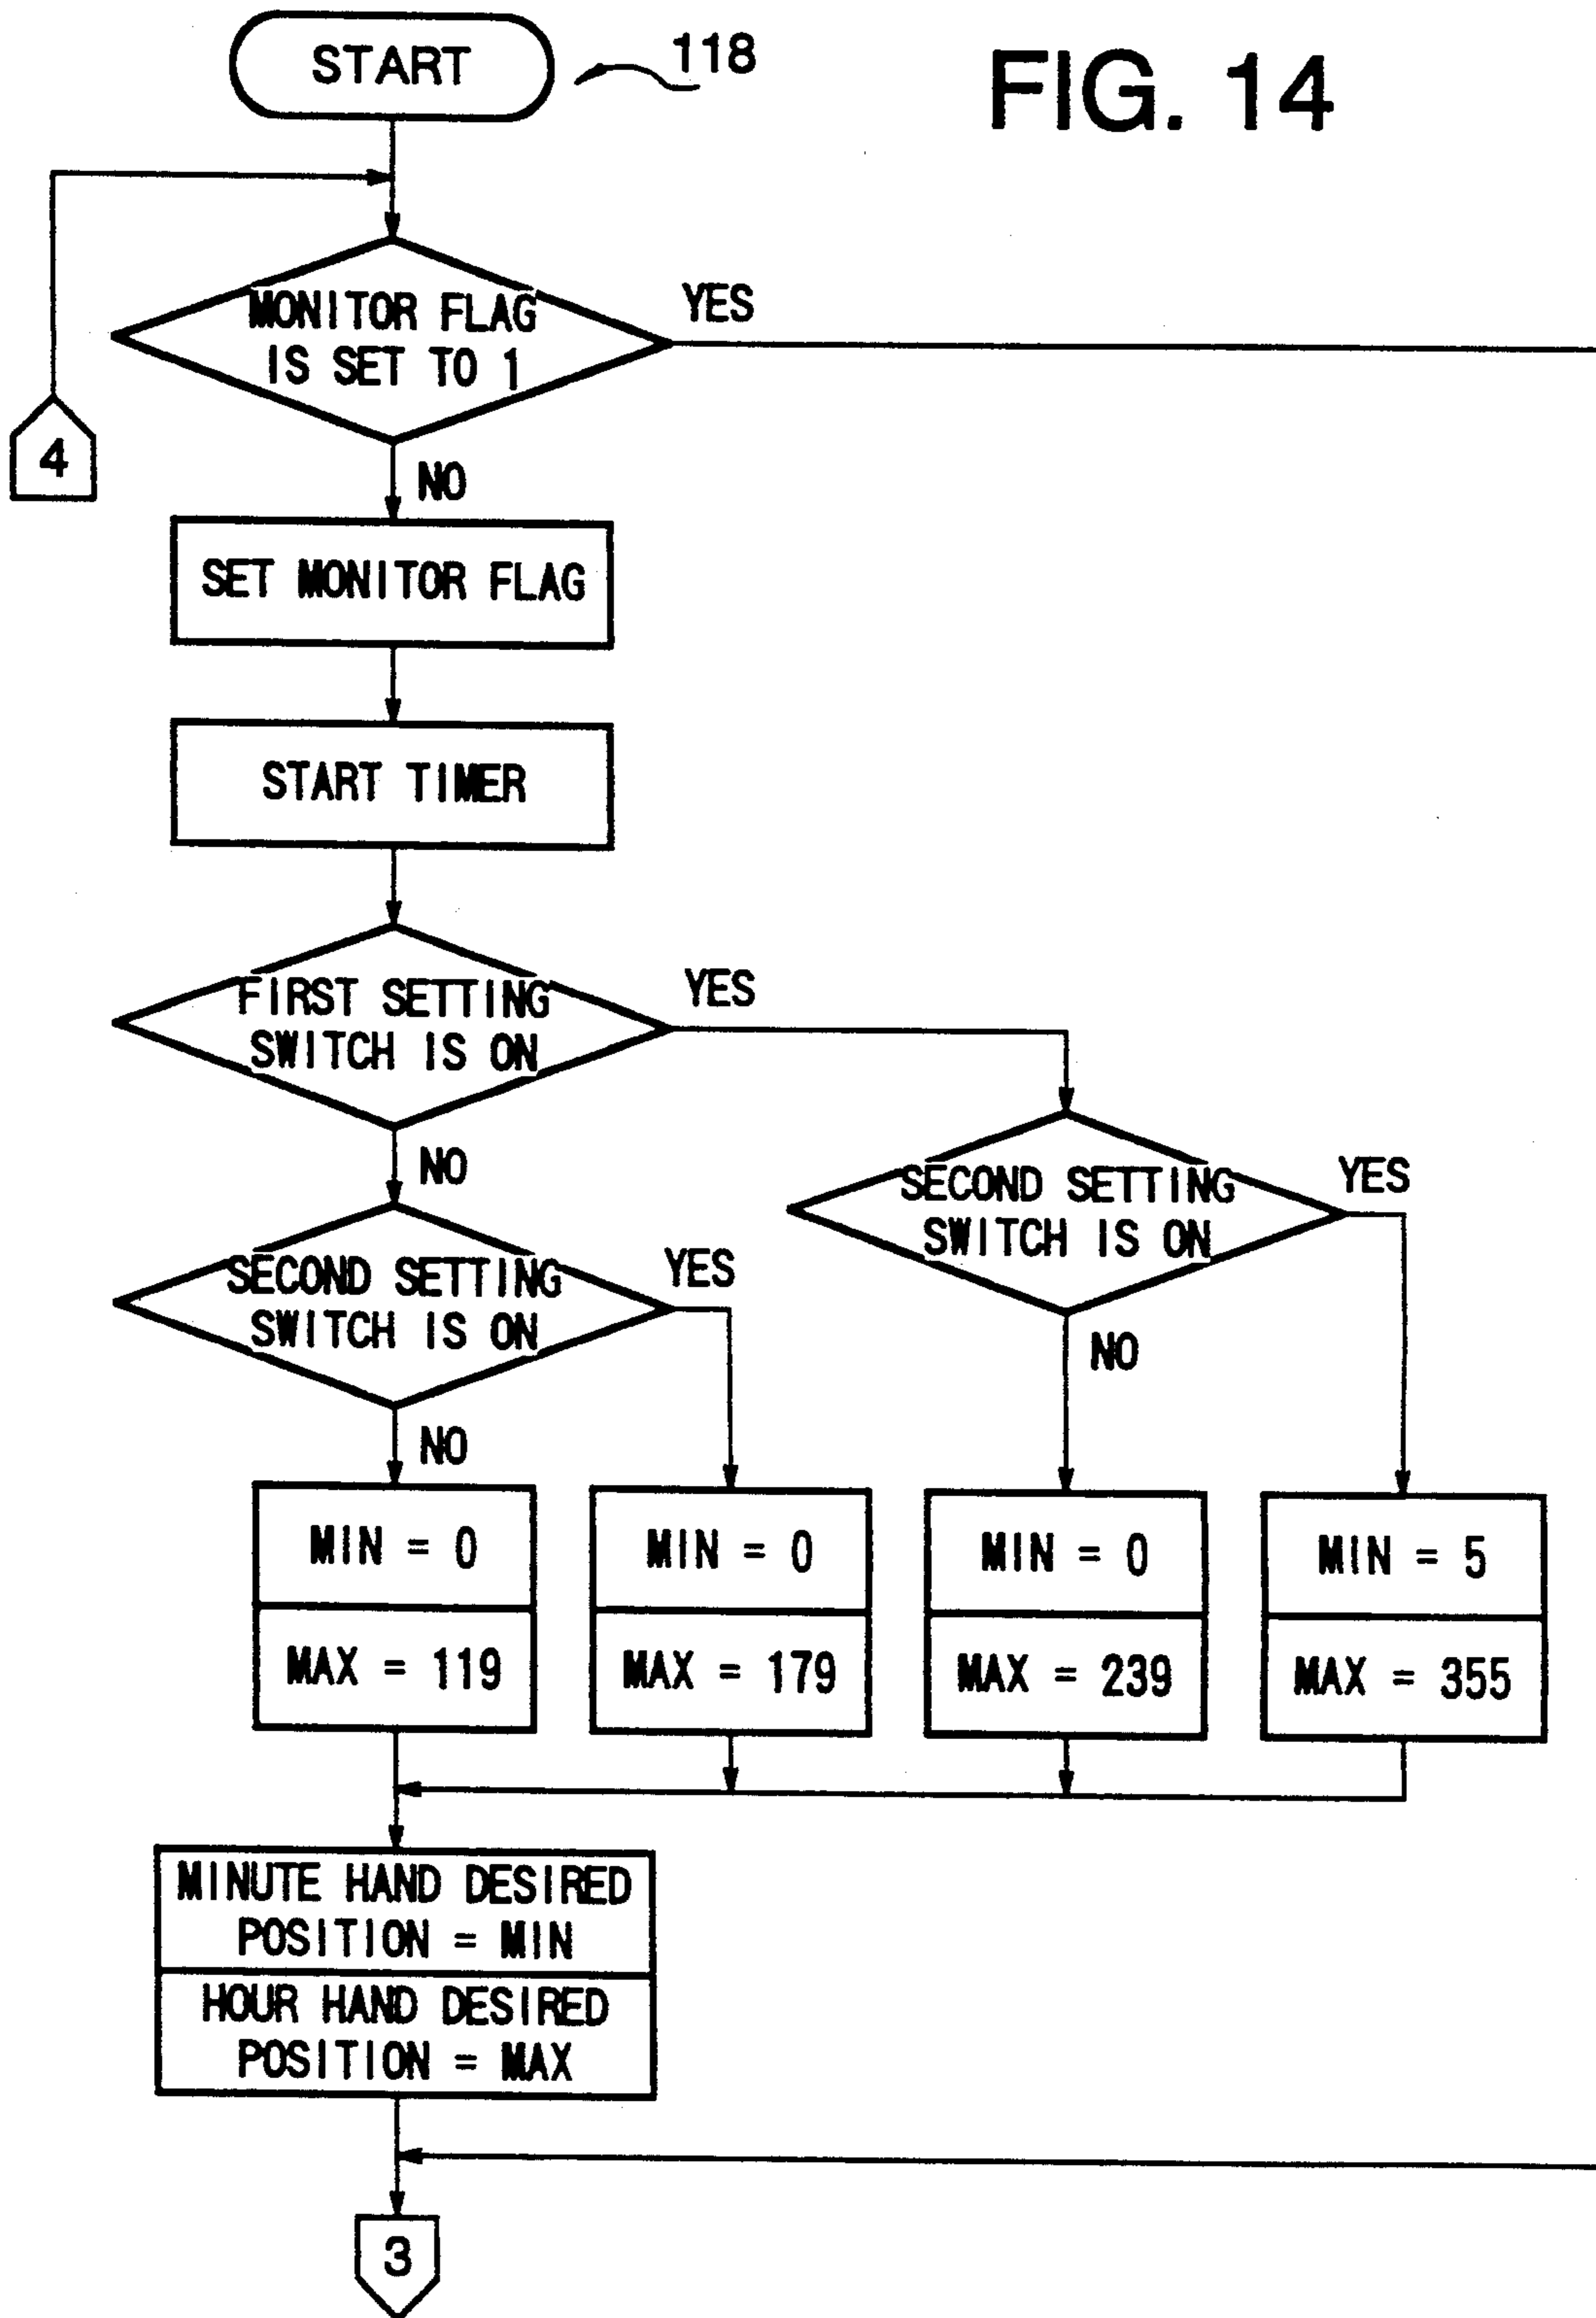 START
118
FIG. 14
MONITOR FLAG
IS SET TO 1
YES
4
NO
SET MONITOR FLAG
START TIMER
FIRST SETTING
SWITCH IS ON
YES
NO
SECOND SETTING
SWITCH IS ON
YES
SECOND SETTING
SWITCH IS ON
YES
NO
NO
MIN = 0
MAX = 119
MIN = 0
MAX = 179
MIN = 0
MAX = 239
MIN = 5
MAX = 355
MINUTE HAND DESIRED
POSITION = MIN
HOUR HAND DESIRED
POSITION = MAX
3